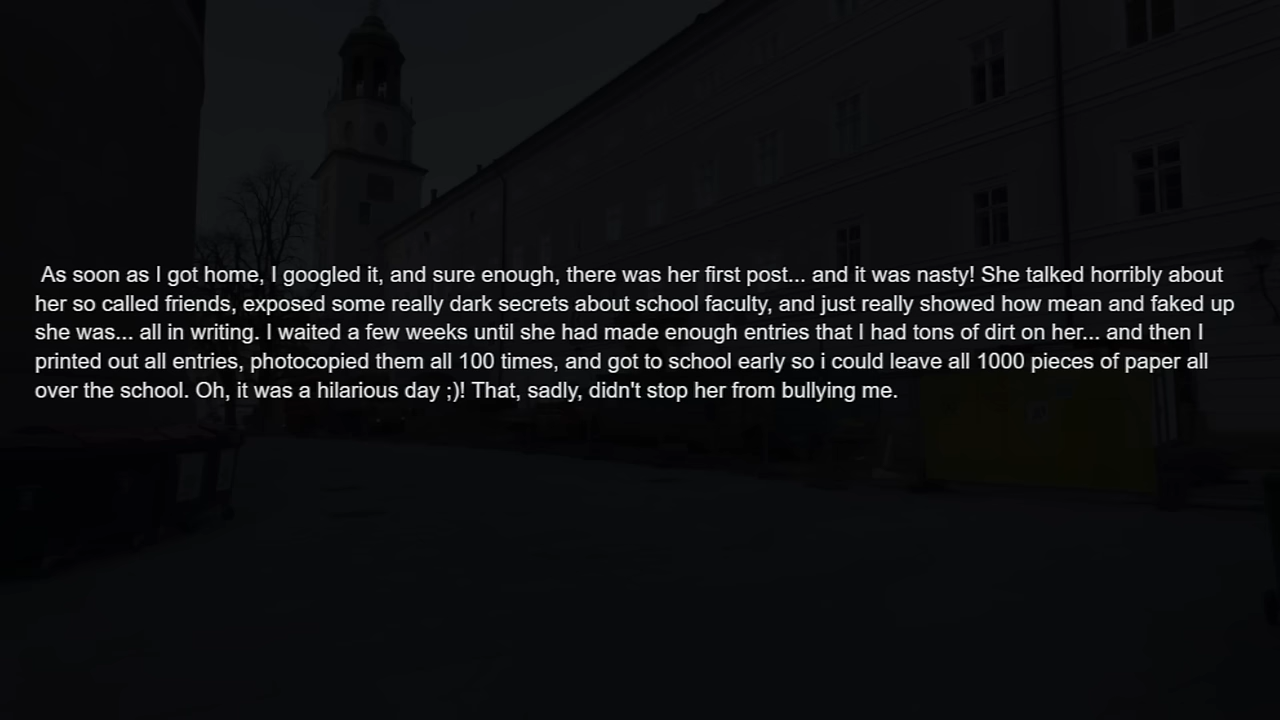 As soon as I got home, I googled it, and sure enough, there was her first post... and it was nasty! She talked horribly about
her so called friends, exposed some really dark secrets about school faculty, and just really showed how mean and faked up
she was... all in writing. I waited a few weeks until she had made enough entries that I had tons of dirt on her... and then I
printed out all entries, photocopied them all 100 times, and got to school early so i could leave all 1000 pieces of paper all
over the school. Oh, it was a hilarious day ;)! That, sadly, didn't stop her from bullying me.